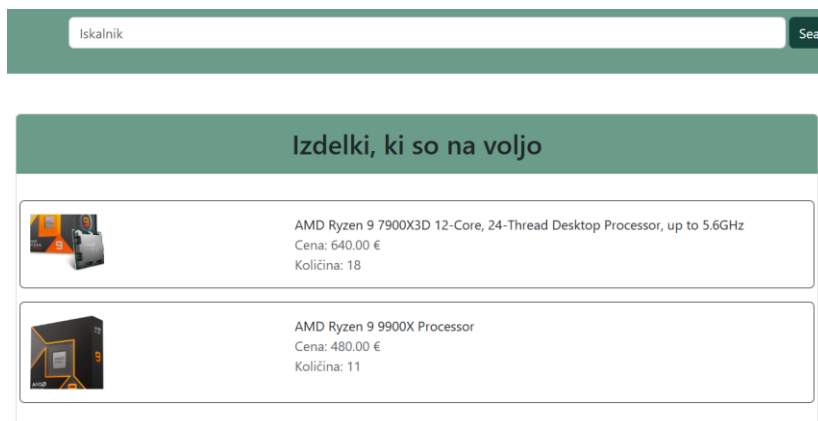 Iskalnik
Sea
Izdelki, ki so na voljo
AMD Ryzen 9 7900X3D 12-Core, 24-Thread Desktop Processor, up to 5.6GHz
Cena: 640.00 €
Količina: 18
AMD Ryzen 9 9900X Processor
Cena: 480.00 €
Količina: 11